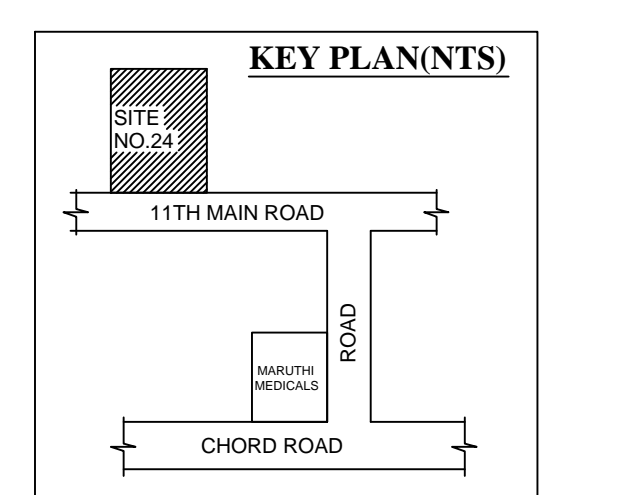 KEY PLAN(NTS)
SITE
NO.24
11TH MAIN ROAD
ROAD
MARUTHI
MEDICALS
CHORD ROAD